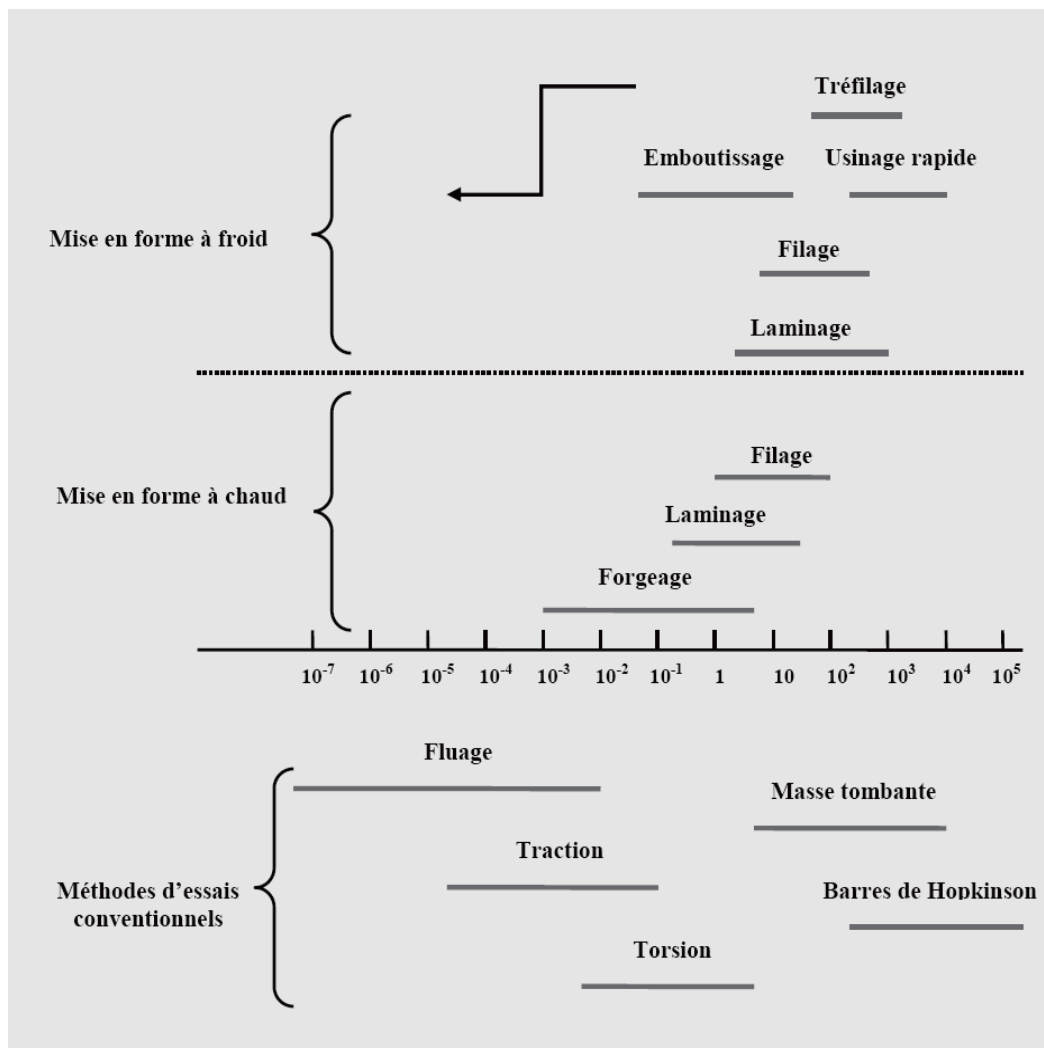 Tréfilage
Emboutissage
Usinage rapide
Mise en forme à froid
Filage
Laminage
Filage
Mise en forme à chaud
Laminage
Forgeage
10⁻⁷ 10⁻⁶ 10⁻⁵ 10⁻⁴ 10⁻³ 10⁻² 10⁻¹ 1 10 10² 10³ 10⁴ 10⁵
Fluage
Masse tombante
Traction
Méthodes d’essais
conventionnels
Barres de Hopkinson
Torsion